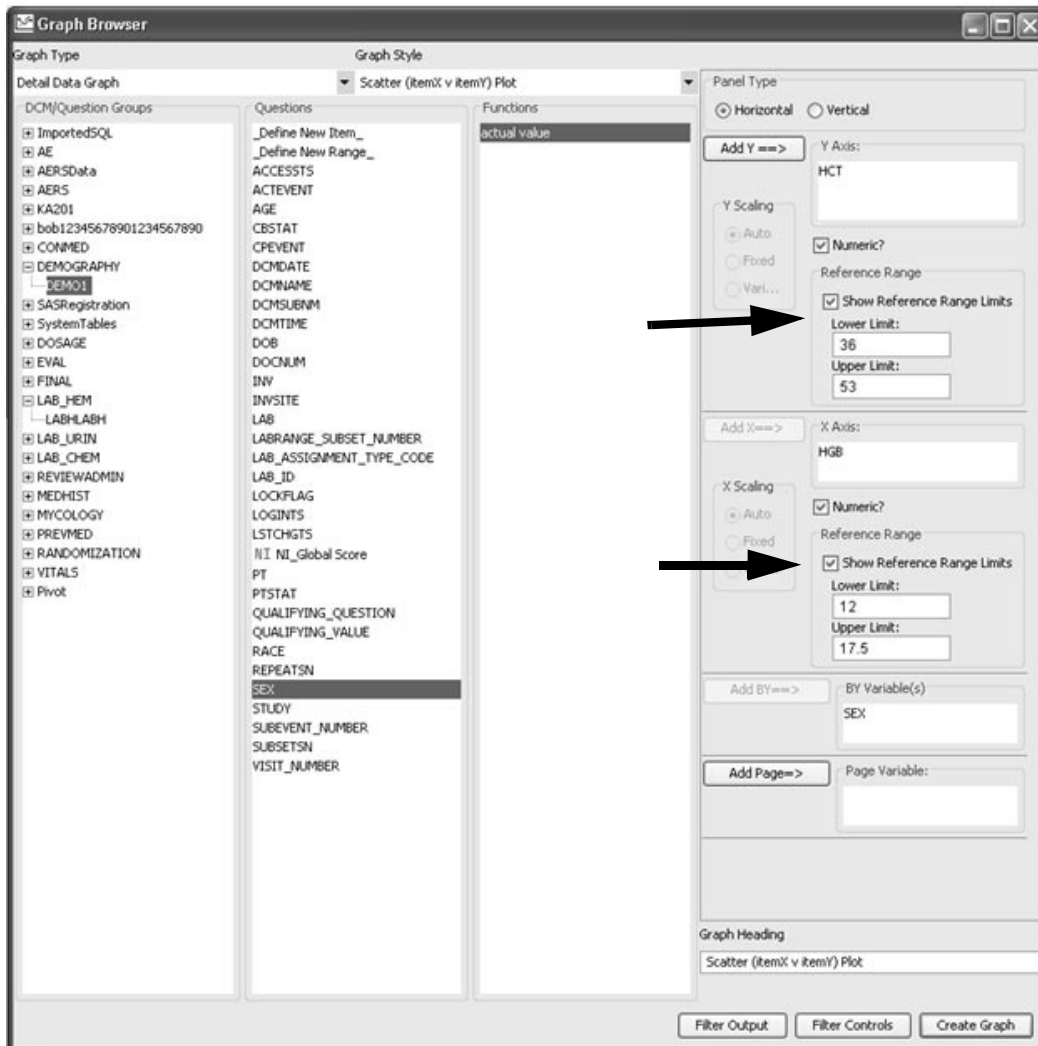 Graph Browser
Graph Type
Graph Style
Detail Data Graph
Scatter (itemX v itemY) Plot
DCM/Question Groups
ImportedSQL
AE
AERSData
AERS
KA201
bob12345678901234567890
CONMED
DEMOGRAPHY
DEMO1
SASRegistration
SystemTables
DOSAGE
EVAL
FINAL
LAB_HEM
LABHLABH
LAB_URIN
LAB_CHEM
REVIEWADMIN
MEDHIST
MYCOLOGY
PREVMED
RANDOMIZATION
VITALS
Pivot
Questions
_Define New Item_
_Define New Range_
ACCESSTS
ACTEVENT
AGE
CBSTAT
CPEVENT
DCMDATE
DCMNAME
DCMSUBNM
DCMTIME
DOB
DOCNUM
INV
INVSITE
LAB
LABRANGE_SUBSET_NUMBER
LAB_ASSIGNMENT_TYPE_CODE
LAB_ID
LOCKFLAG
LOGINTS
LSTCHGTS
NI NI_Global Score
PT
PTSTAT
QUALIFYING_QUESTION
QUALIFYING_VALUE
RACE
REPEATSN
SEX
STUDY
SUBEVENT_NUMBER
SUBSETSN
VISIT_NUMBER
Functions
actual value
Panel Type
Horizontal
Vertical
Add Y ==>
Y Axis:
HCT
Y Scaling
Auto
Fixed
Vari...
Numeric?
Reference Range
Show Reference Range Limits
Lower Limit:
36
Upper Limit:
53
Add X==>
X Axis:
HGB
X Scaling
Auto
Fixed
Numeric?
Reference Range
Show Reference Range Limits
Lower Limit:
12
Upper Limit:
17.5
Add BY==>
BY Variable(s)
SEX
Add Page=>
Page Variable:
Graph Heading
Scatter (itemX v itemY) Plot
Filter Output
Filter Controls
Create Graph